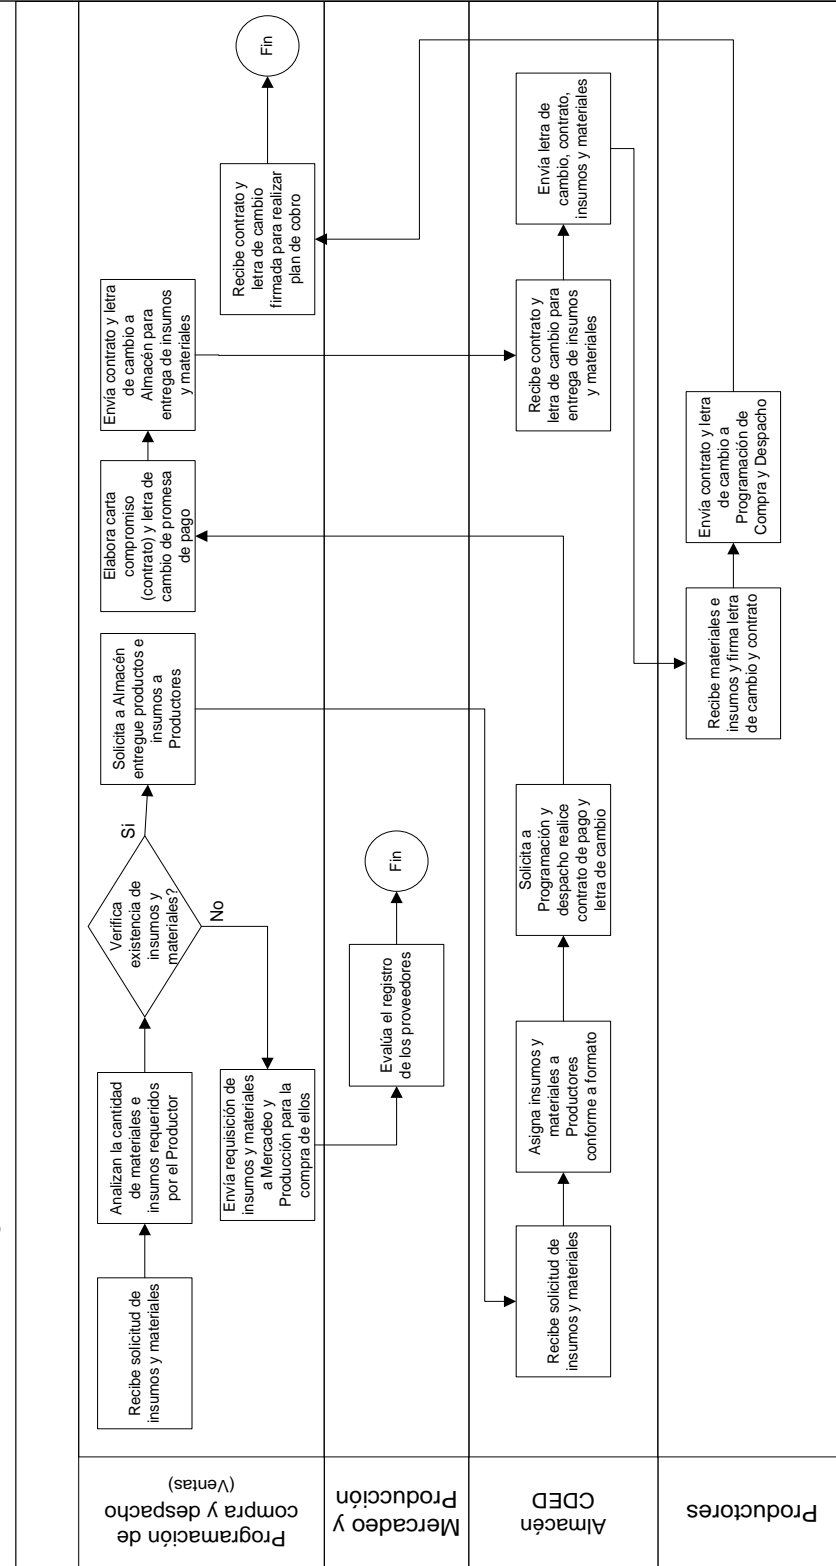 Programación de
compra y despacho
(Ventas)
Recibe solicitud de
insumos y materiales
Analizan la cantidad
de materiales e
insumos requeridos
por el Productor
Verifica
existencia de
insumos y
materiales?
Si
No
Solicita a Almacén
entregue productos e
insumos a
Productores
Elabora carta
compromiso
(contrato) y letra de
cambio de promesa
de pago
Envía contrato y letra
de cambio a
Almacén para
entrega de insumos
y materiales
Envía requisición de
insumos y materiales
a Mercadeo y
Producción para la
compra de ellos
Recibe contrato y
letra de cambio
firmada para realizar
plan de cobro
Fin
Mercadeo y
Producción
Evalúa el registro
de los proveedores
Fin
Almacén
CDED
Recibe solicitud de
insumos y materiales
Asigna insumos y
materiales a
Productores
conforme a formato
Solicita a
Programación y
despacho realice
contrato de pago y
letra de cambio
Recibe contrato y
letra de cambio para
entrega de insumos
y materiales
Envía letra de
cambio, contrato,
insumos y materiales
Productores
Recibe materiales e
insumos y firma letra
de cambio y contrato
Envía contrato y letra
de cambio a
Programación de
Compra y Despacho